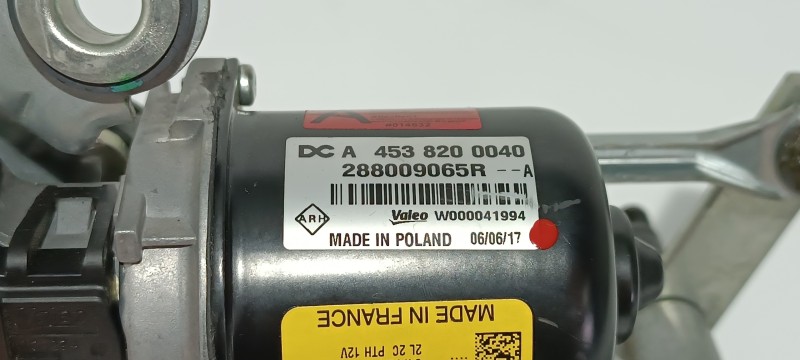 DC A 453 820 0040
288009065R --A
ARH Valeo W000041994
MADE IN POLAND 06/06/17
MADE IN FRANCE
2L 2C PTH 12V